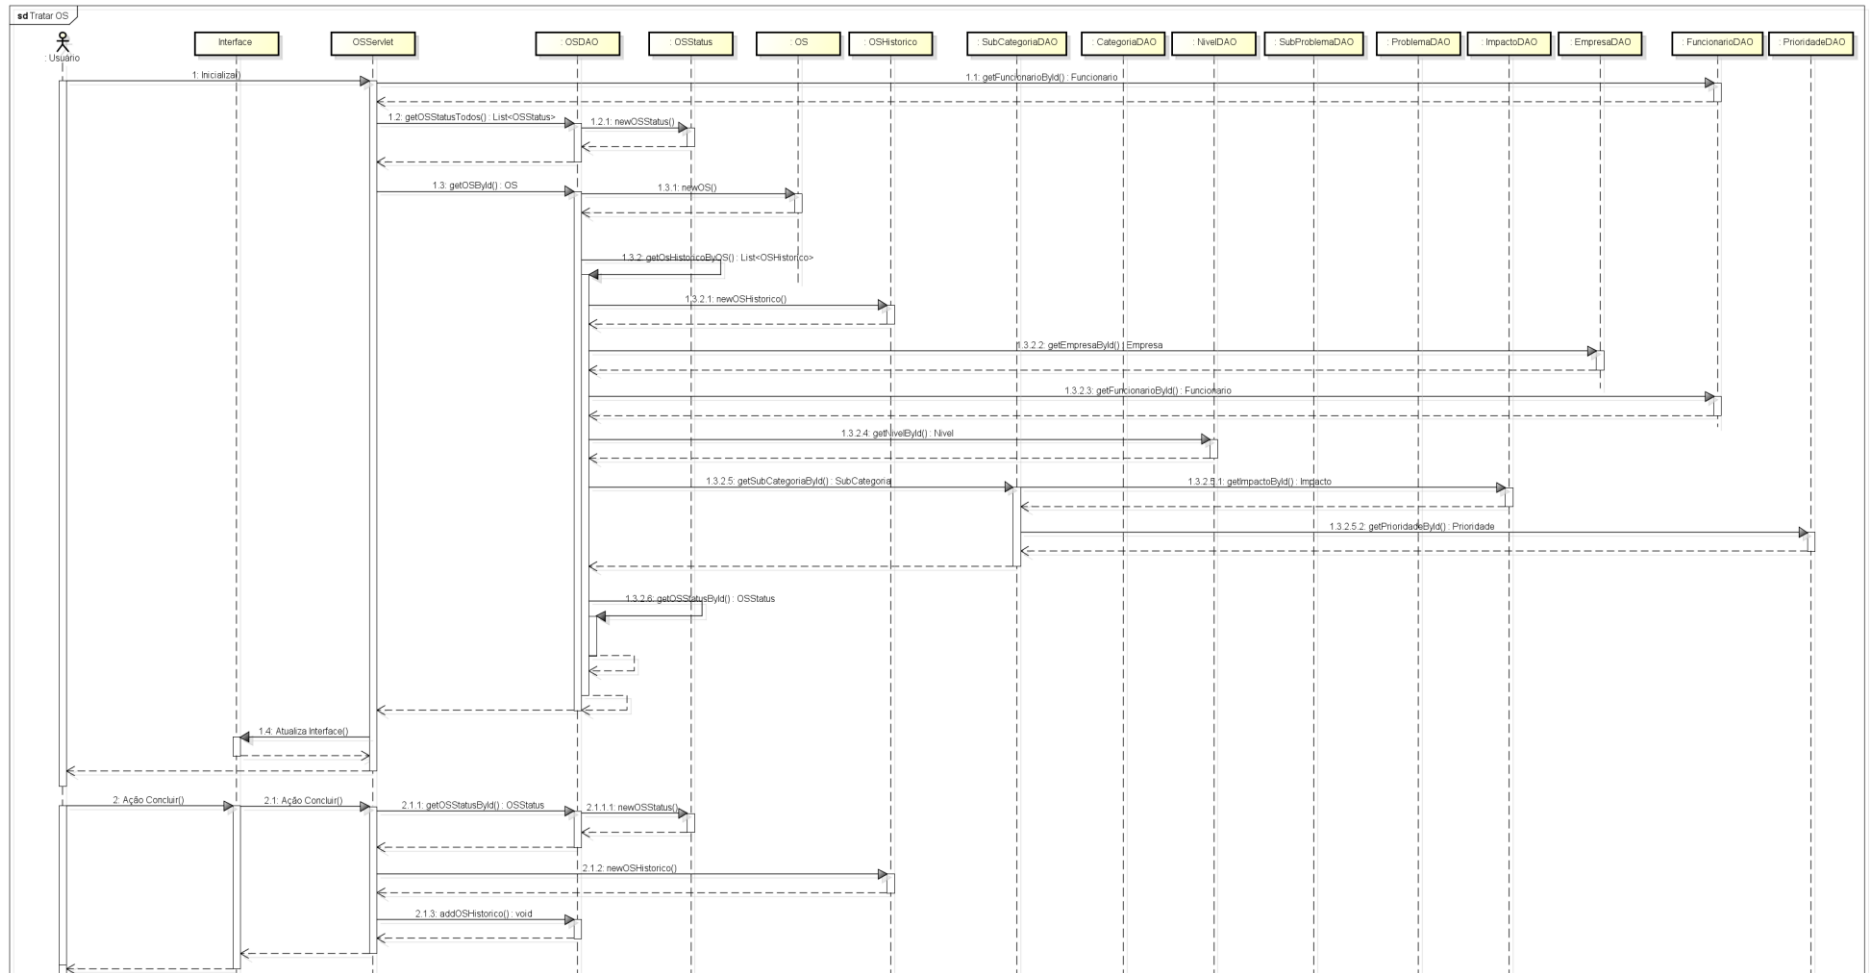 sd Tratar OS
: Usuário
Interface
OSServlet
: OSDAO
: OSStatus
: OS
: OSHistorico
: SubCategoriaDAO
: CategoriaDAO
: NivelDAO
: SubProblemaDAO
: ProblemaDAO
: ImpactoDAO
: EmpresaDAO
: FuncionarioDAO
: PrioridadeDAO
1: Inicializa()
1.1: getFuncionarioById() : Funcionario
1.2: getOSStatusTodos() : List<OSStatus>
1.2.1: newOSStatus()
1.3: getOSById() : OS
1.3.1: newOS()
1.3.2: getOsHistoricoByOS() : List<OSHistorico>
1.3.2.1: newOSHistorico()
1.3.2.2: getEmpresaById() : Empresa
1.3.2.3: getFuncionarioById() : Funcionario
1.3.2.4: getNivelById() : Nivel
1.3.2.5: getSubCategoriaById() : SubCategoria
1.3.2.5.1: getImpactoById() : Impacto
1.3.2.5.2: getPrioridadeById() : Prioridade
1.3.2.6: getOSStatusById() : OSStatus
1.4: Atualiza Interface()
2: Ação Concluir()
2.1: Ação Concluir()
2.1.1: getOSStatusById() : OSStatus
2.1.1.1: newOSStatus()
2.1.2: newOSHistorico()
2.1.3: addOSHistorico() : void